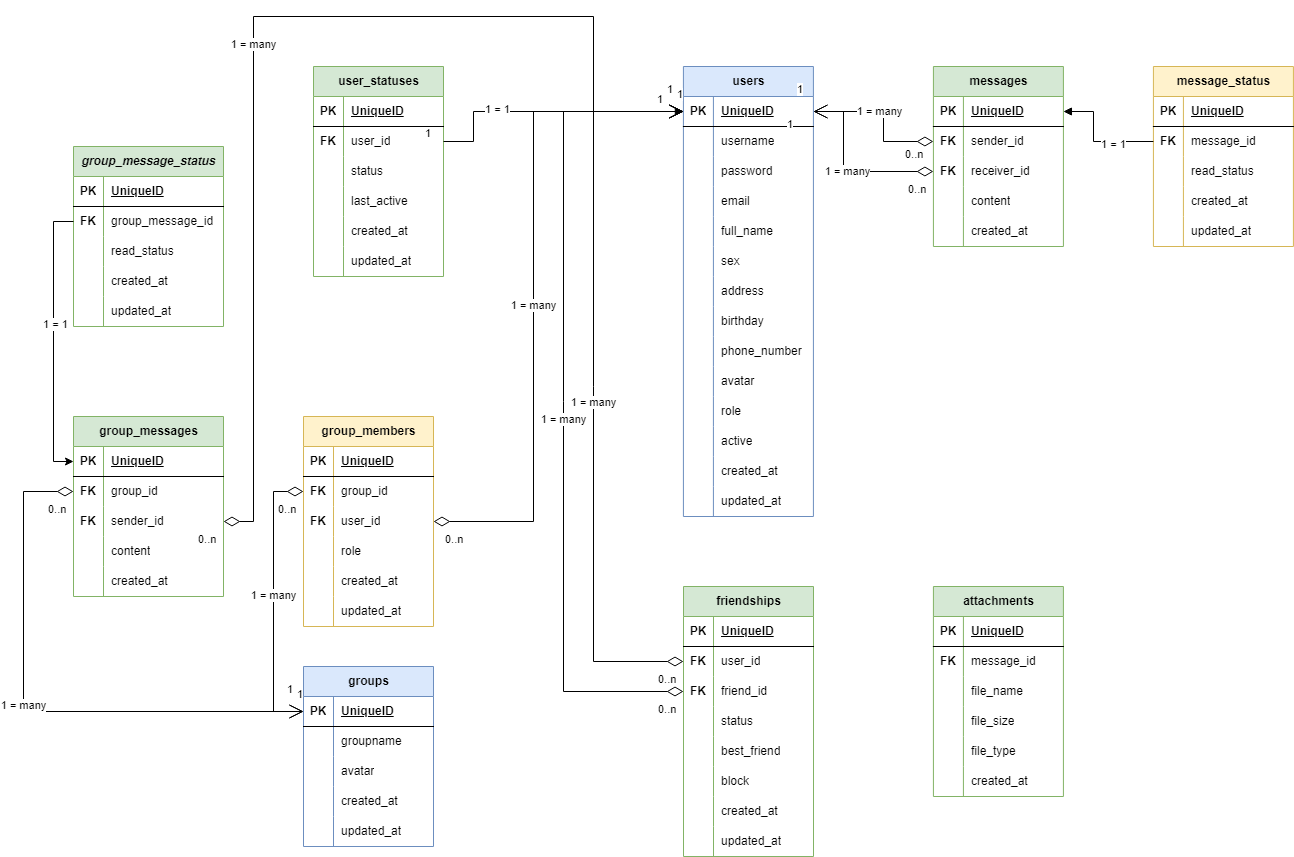 1 = many
user_statuses
PK UniqueID
FK user_id 1
status
last_active
created_at
updated_at
1 = 1
1 1
1
users 1
PK UniqueID
1
username
password
email
full_name
sex
address
birthday
phone_number
avatar
role
active
created_at
updated_at
1 = many
0..n
1 = many
0..n
messages
PK UniqueID
FK sender_id
FK receiver_id
content
created_at
1 = 1
message_status
PK UniqueID
FK message_id
read_status
created_at
updated_at
group_message_status
PK UniqueID
FK group_message_id
read_status
created_at
updated_at
1 = 1
1 = many
1 = many
1 = many
group_messages
PK UniqueID
FK group_id
0..n
FK sender_id
0..n
content
created_at
group_members
PK UniqueID
FK group_id
0..n
FK user_id
0..n
role
created_at
updated_at
1 = many
1 = many
groups
1 1
PK UniqueID
groupname
avatar
created_at
updated_at
friendships
PK UniqueID
FK user_id
0..n
FK friend_id
0..n
status
best_friend
block
created_at
updated_at
attachments
PK UniqueID
FK message_id
file_name
file_size
file_type
created_at